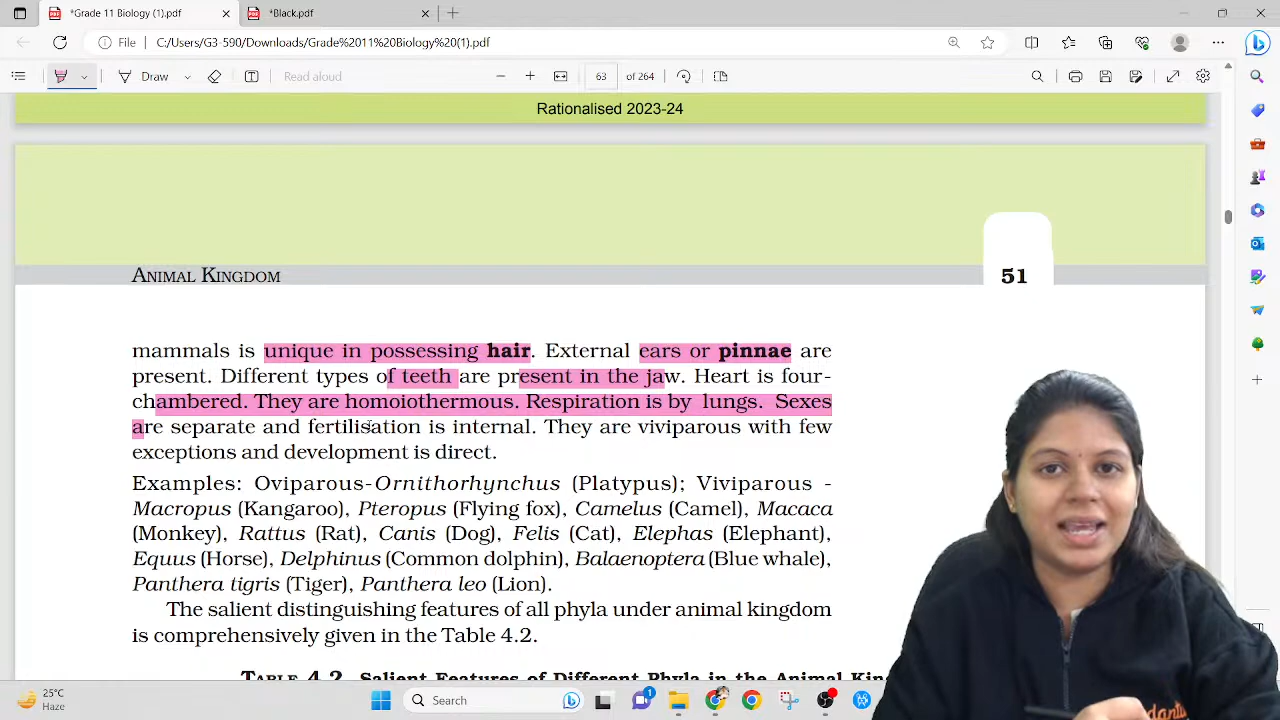 *Grade 11 Biology (1).pdf
*Black.pdf
File C:/Users/G3-590/Downloads/Grade%2011%20Biology%20(1).pdf
Draw Read aloud 63 of 264
Rationalised 2023-24
ANIMAL KINGDOM
51
mammals is unique in possessing hair. External ears or pinnae are
present. Different types of teeth are present in the jaw. Heart is four-
chambered. They are homoiothermous. Respiration is by lungs. Sexes
are separate and fertilisation is internal. They are viviparous with few
exceptions and development is direct.
Examples: Oviparous-Ornithorhynchus (Platypus); Viviparous -
Macropus (Kangaroo), Pteropus (Flying fox), Camelus (Camel), Macaca
(Monkey), Rattus (Rat), Canis (Dog), Felis (Cat), Elephas (Elephant),
Equus (Horse), Delphinus (Common dolphin), Balaenoptera (Blue whale),
Panthera tigris (Tiger), Panthera leo (Lion).
The salient distinguishing features of all phyla under animal kingdom
is comprehensively given in the Table 4.2.
TABLE 4.2 Salient Features of Different Phyla in the Animal
25°C
Haze
Search
1